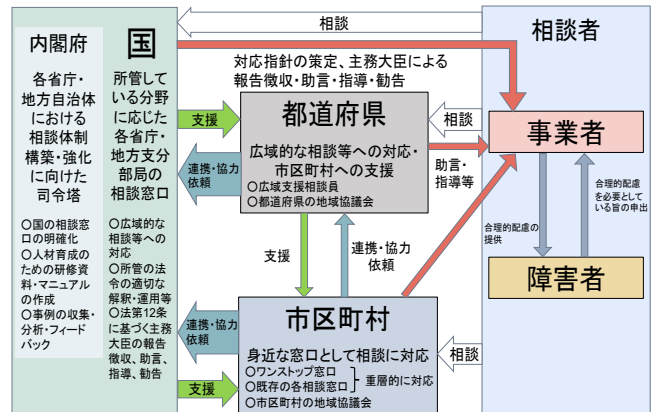 内閣府
各省庁・
地方自治体
における
相談体制
構築・強化
に向けた
司令塔
○国の相談窓
口の明確化
○人材育成の
ための研修資
料・マニュアル
の作成
○事例の収集・
分析・フィード
バック
国
所管して
いる分野
に応じた
各省庁・
地方支分
部局の
相談窓口
○広域的な
相談等への
対応
○所管の法
令の適切な
解釈・運用等
○法第12条
に基づく主務
大臣の報告
徴収、助言、
指導、勧告
相談
対応指針の策定、主務大臣による
報告徴収・助言・指導・勧告
支援
連携・協力
依頼
都道府県
広域的な相談等への対応・
市区町村への支援
○広域支援相談員
○都道府県の地域協議会
相談
助言・
指導等
支援
連携・協力
依頼
連携・協力
依頼
支援
市区町村
身近な窓口として相談に対応
○ワンストップ窓口
○既存の各相談窓口
重層的に対応
○市区町村の地域協議会
相談
相談者
事業者
合理的配慮の
提供
合理的配慮
を必要として
いる旨の申出
障害者